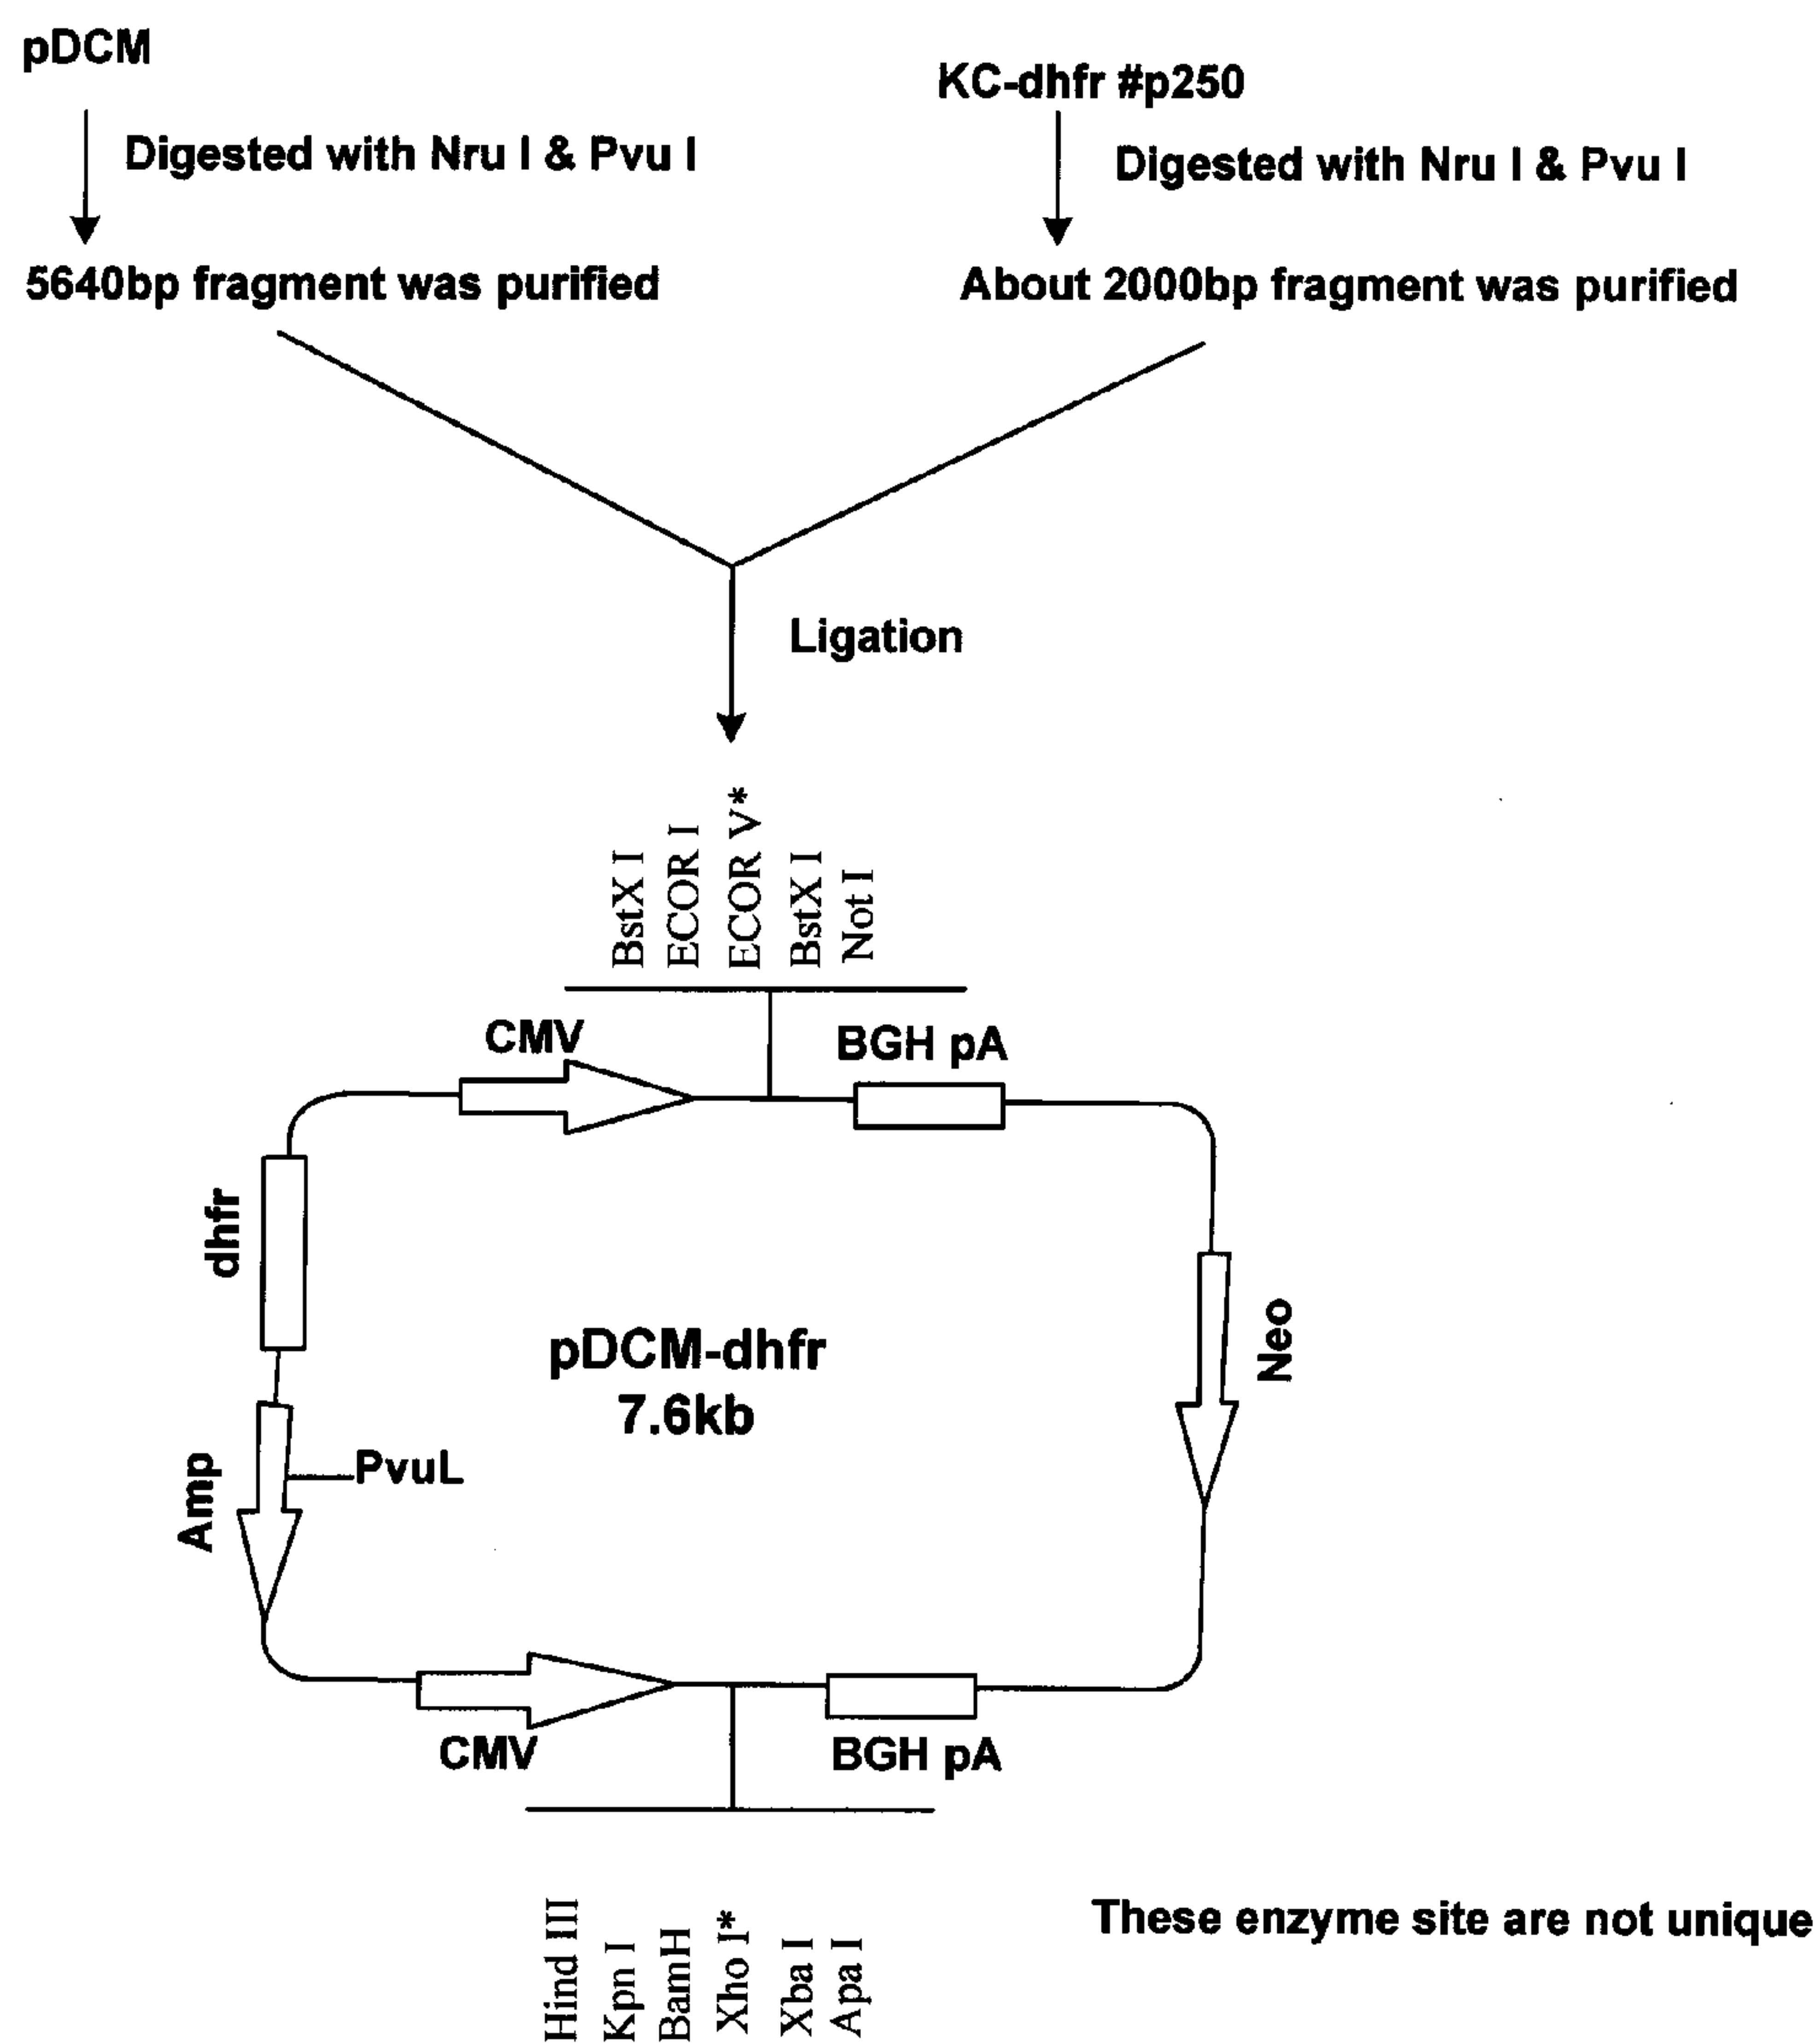 pDCM
KC-dhfr #p250
Digested with Nru I & Pvu I
Digested with Nru I & Pvu I
5640bp fragment was purified
About 2000bp fragment was purified
Ligation
BstX I
ECOR I
ECOR V*
BstX I
Not I
CMV
BGH pA
dhfr
Neo
pDCM-dhfr
7.6kb
Amp
PvuL
CMV
BGH pA
Hind III
Kpn I
BamH
Xho I*
Xba I
Apa I
These enzyme site are not unique